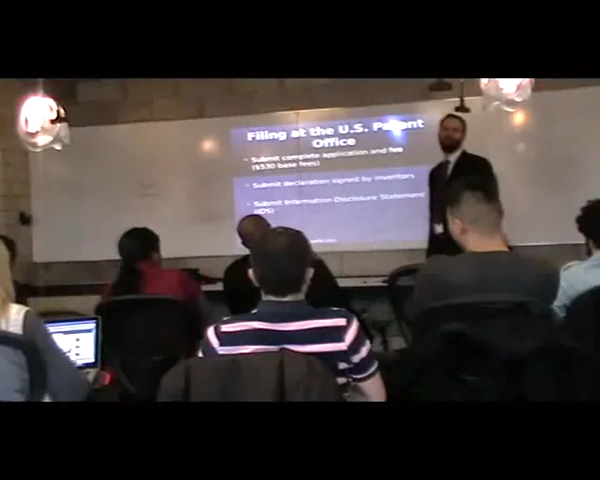 Filing at the U.S. Patent
Office
Submit complete application and fee
($530 base fees)
Submit declaration signed by inventors
Submit Information Disclosure Statement
(IDS)